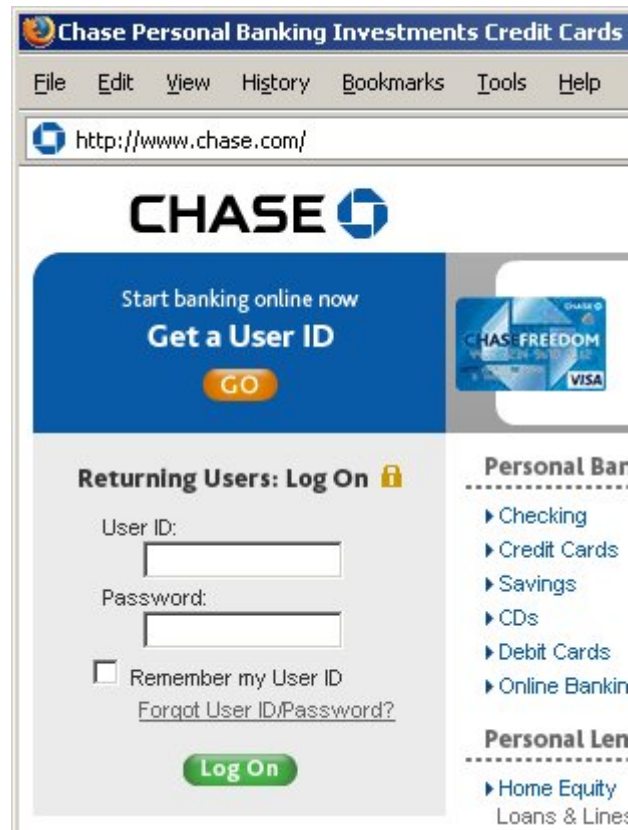 Chase Personal Banking Investments Credit Cards
File Edit View History Bookmarks Tools Help
http://www.chase.com/
CHASE
Start banking online now
Get a User ID
GO
CHASE FREEDOM
VISA
Returning Users: Log On
User ID:
Password:
Remember my User ID
Forgot User ID/Password?
Log On
Personal Ban
Checking
Credit Cards
Savings
CDs
Debit Cards
Online Bankin
Personal Len
Home Equity
Loans & Lines